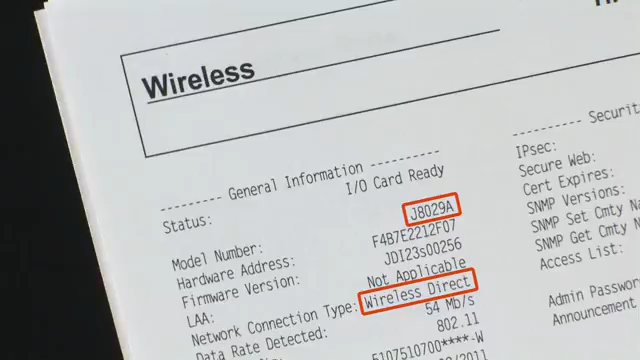 Wireless
-------- General Information ---------
Status: I/O Card Ready
Model Number: J8029A
Hardware Address: F4B7E2212F07
Firmware Version: JDI23s00256
LAA: Not Applicable
Network Connection Type: Wireless Direct
Data Rate Detected: 54 Mb/s
802.11
5107510700****-W
IPsec:
Secure Web:
Cert Expires:
SNMP Versions:
SNMP Set Cmty
SNMP Get Cmty
Access List:
Admin
Announcement